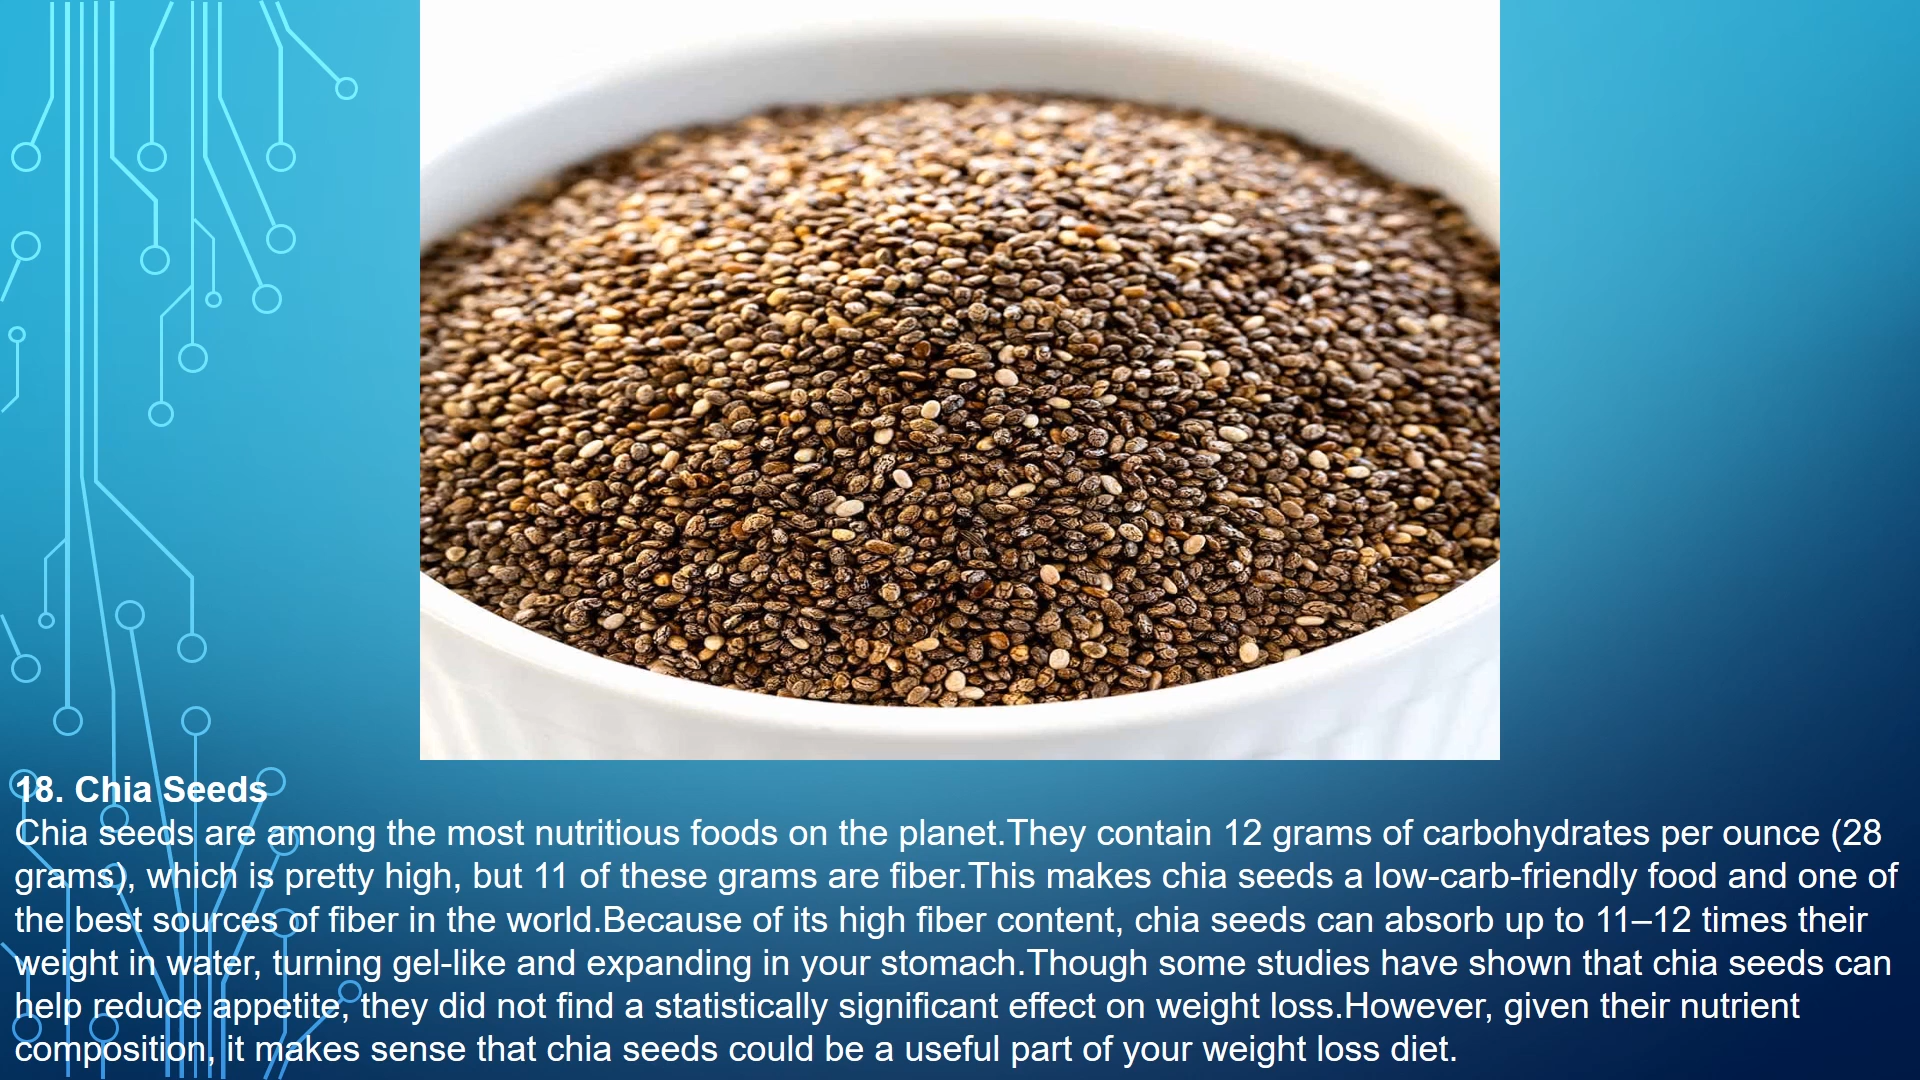 18. Chia Seeds
Chia seeds are among the most nutritious foods on the planet.They contain 12 grams of carbohydrates per ounce (28
grams), which is pretty high, but 11 of these grams are fiber.This makes chia seeds a low-carb-friendly food and one of
the best sources of fiber in the world.Because of its high fiber content, chia seeds can absorb up to 11–12 times their
weight in water, turning gel-like and expanding in your stomach.Though some studies have shown that chia seeds can
help reduce appetite, they did not find a statistically significant effect on weight loss.However, given their nutrient
composition, it makes sense that chia seeds could be a useful part of your weight loss diet.